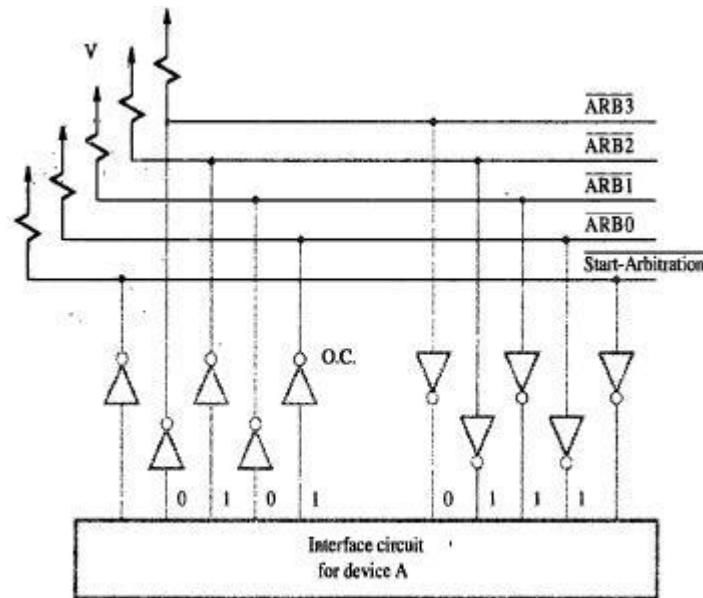 V
ARB3
ARB2
ARB1
ARB0
Start-Arbitration
O.C.
0 1 0 1 0 1 1 1
Interface circuit
for device A